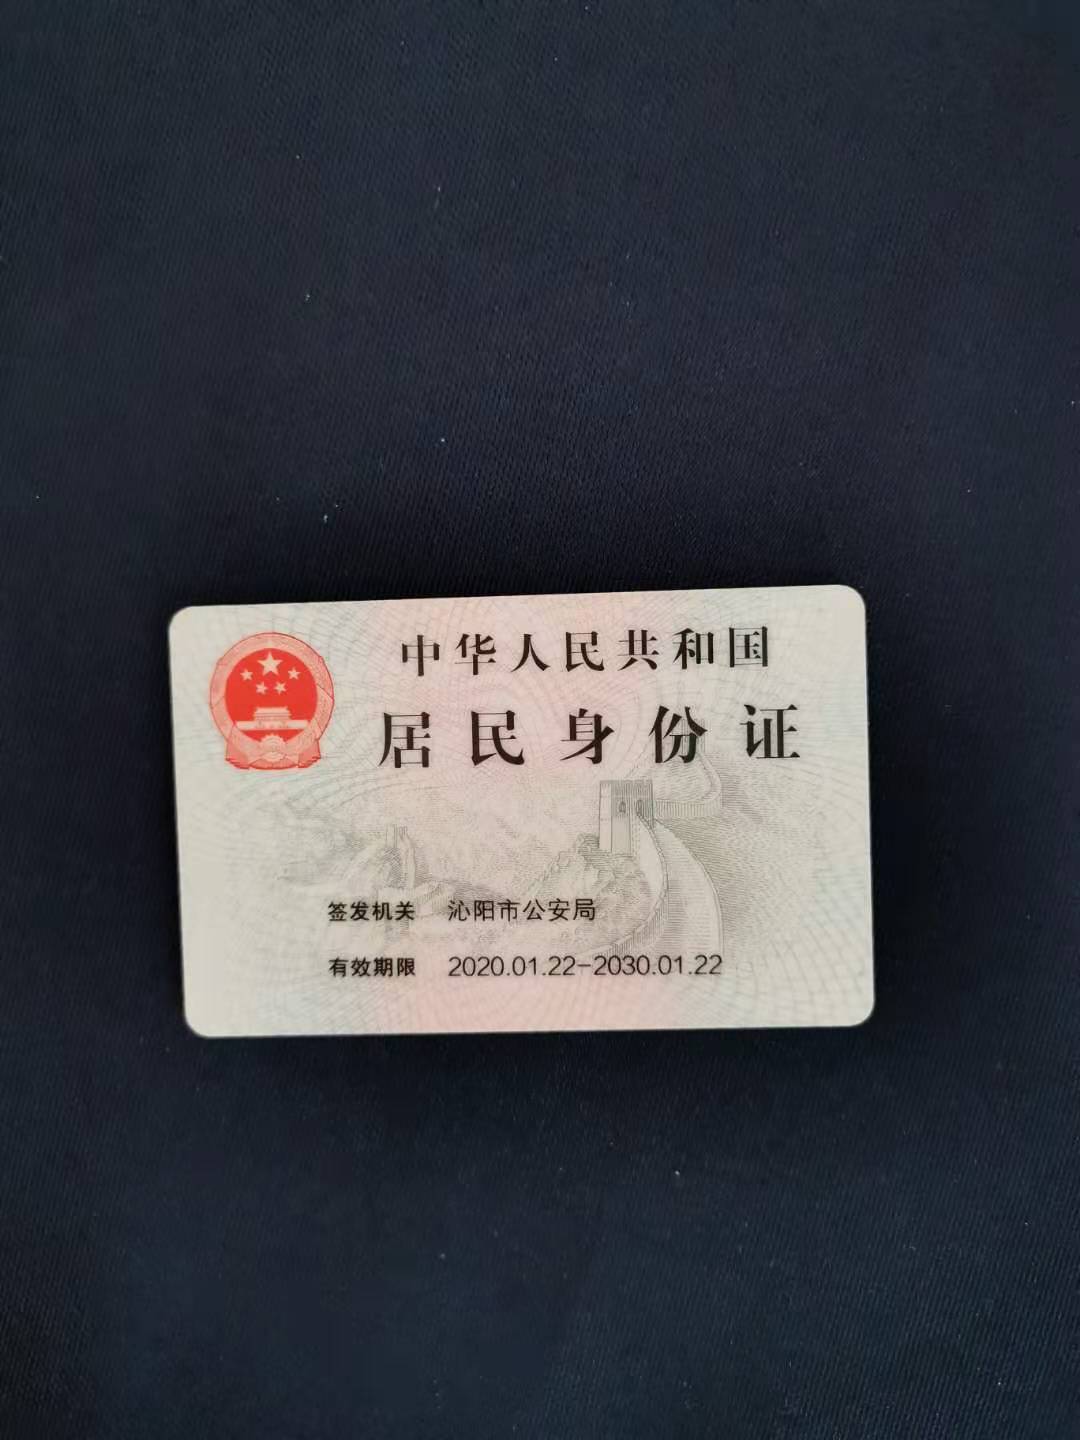 中华人民共和国
居民身份证
签发机关 沁阳市公安局
有效期限 2020.01.22-2030.01.22